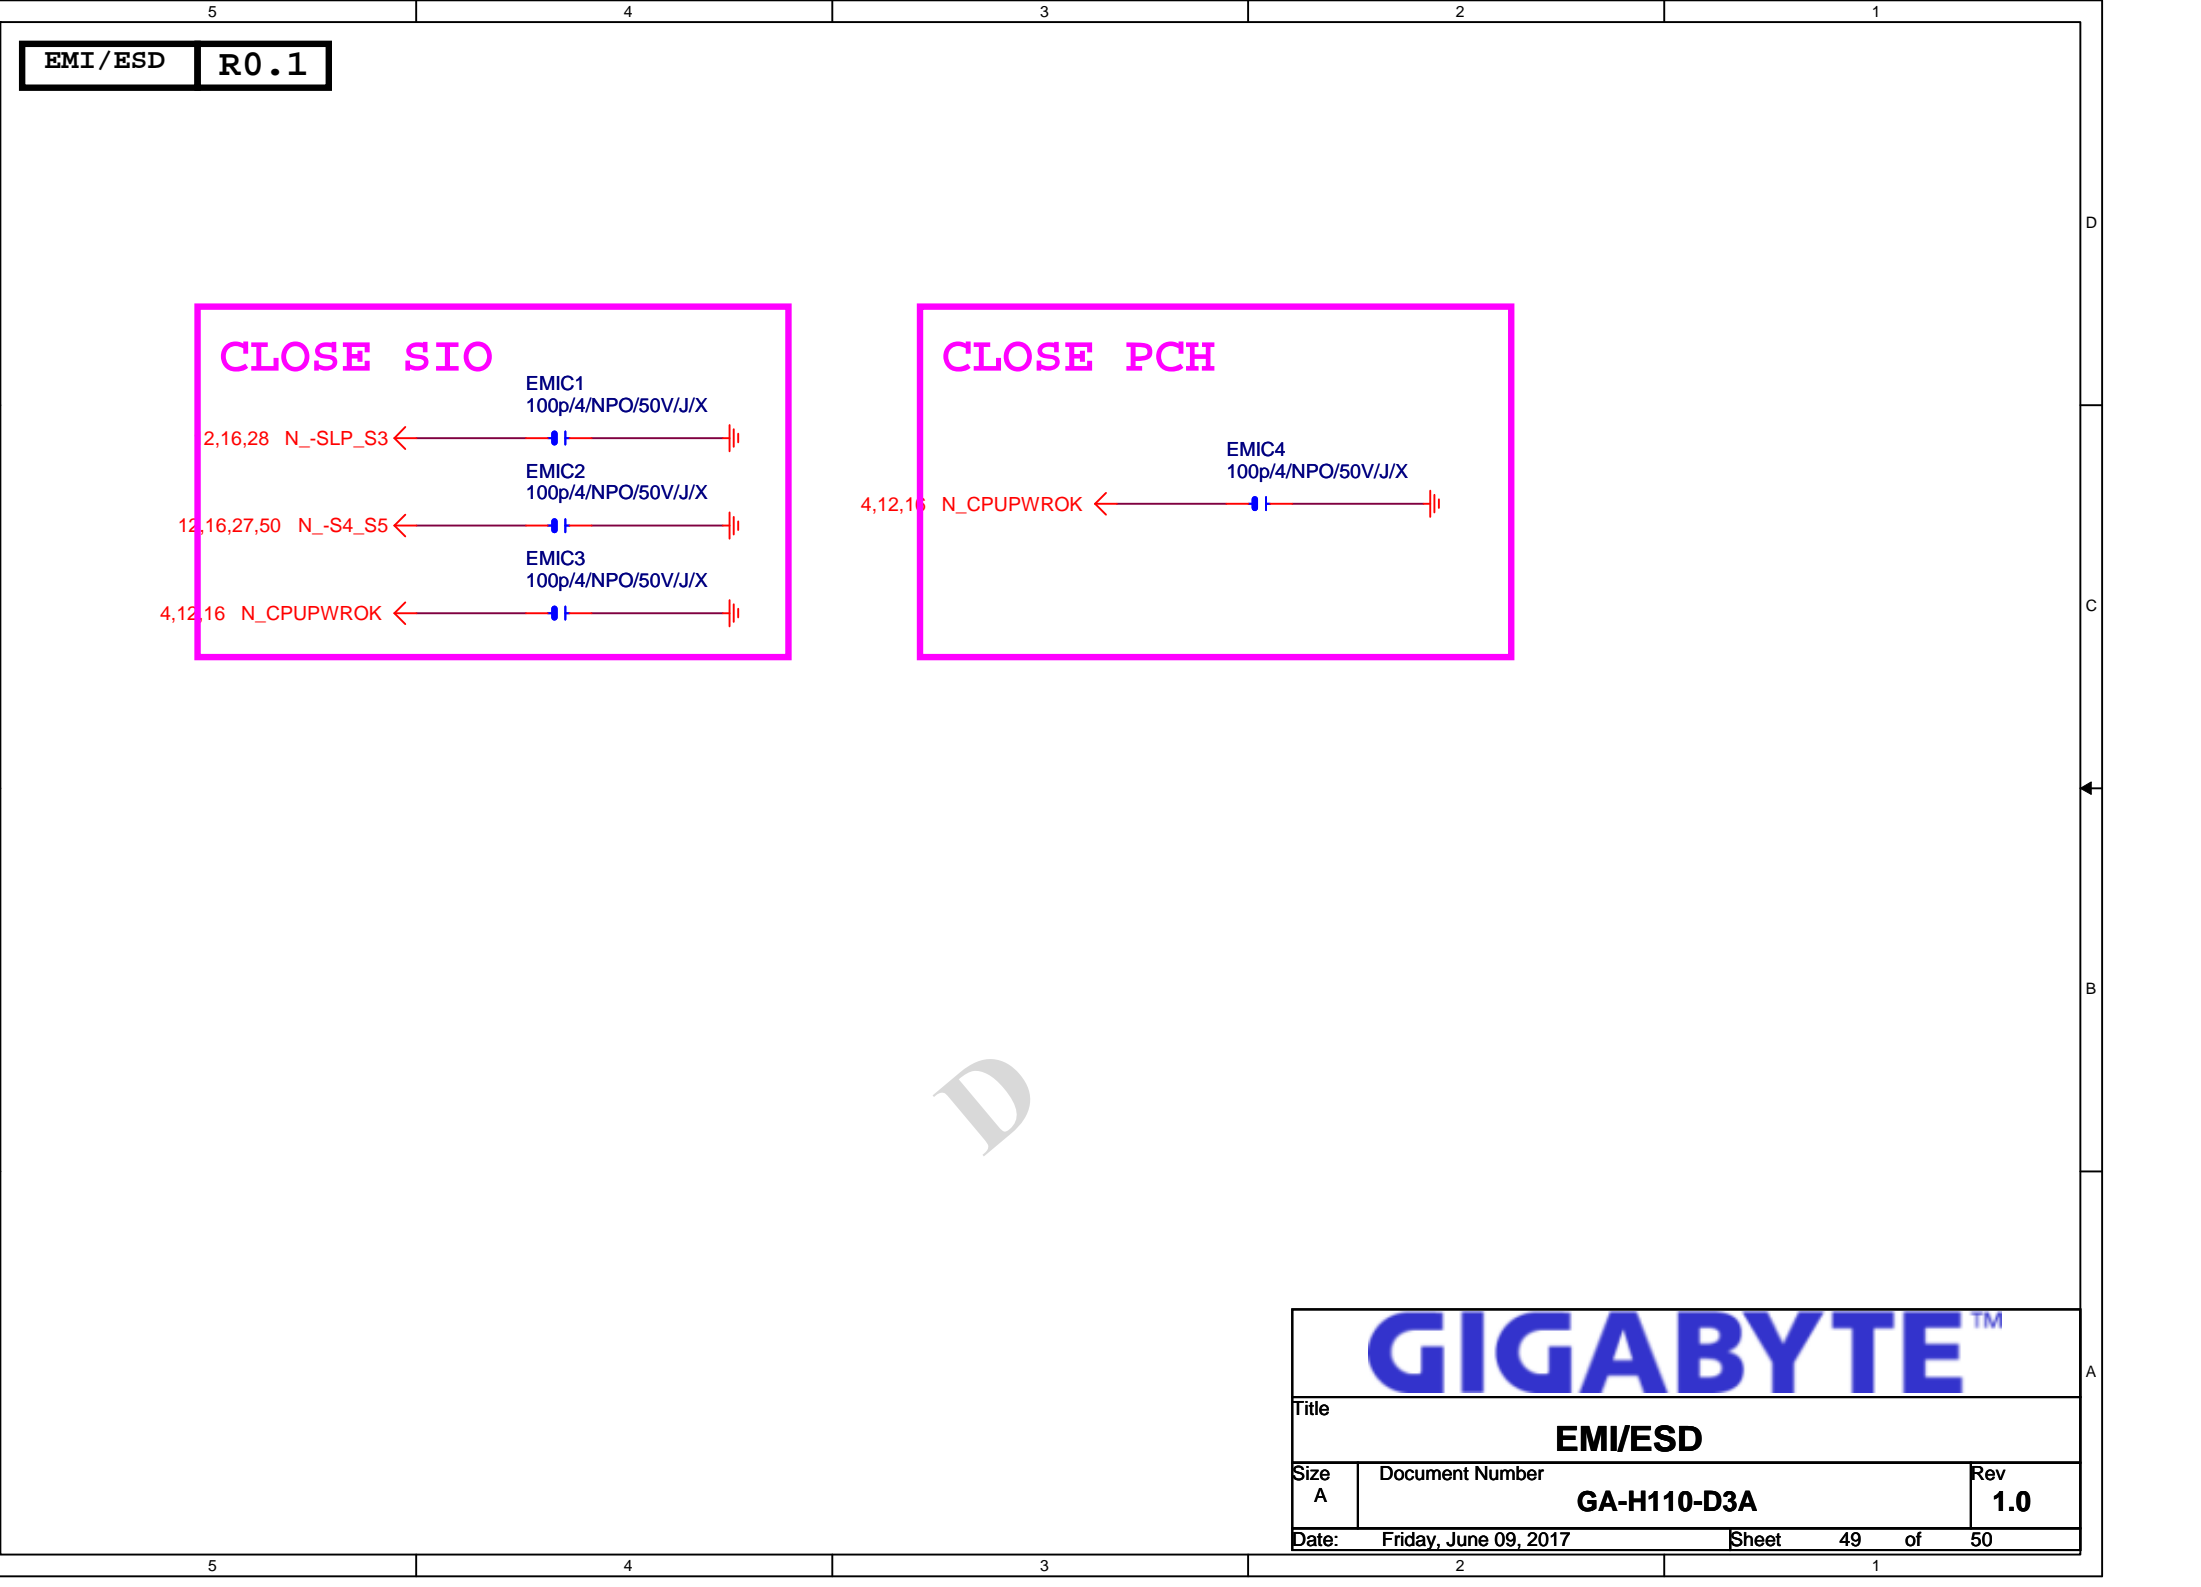 5 4 3 2 1
EMI/ESD R0.1
D
CLOSE SIO
EMIC1
100p/4/NPO/50V/J/X
2,16,28 N_-SLP_S3
EMIC2
100p/4/NPO/50V/J/X
12,16,27,50 N_-S4_S5
EMIC3
100p/4/NPO/50V/J/X
4,12,16 N_CPUPWROK
CLOSE PCH
EMIC4
100p/4/NPO/50V/J/X
4,12,16 N_CPUPWROK
C
B
D
A
GIGABYTE™
Title
EMI/ESD
Size Document Number Rev
A GA-H110-D3A 1.0
Date: Friday, June 09, 2017 Sheet 49 of 50
5 4 3 2 1